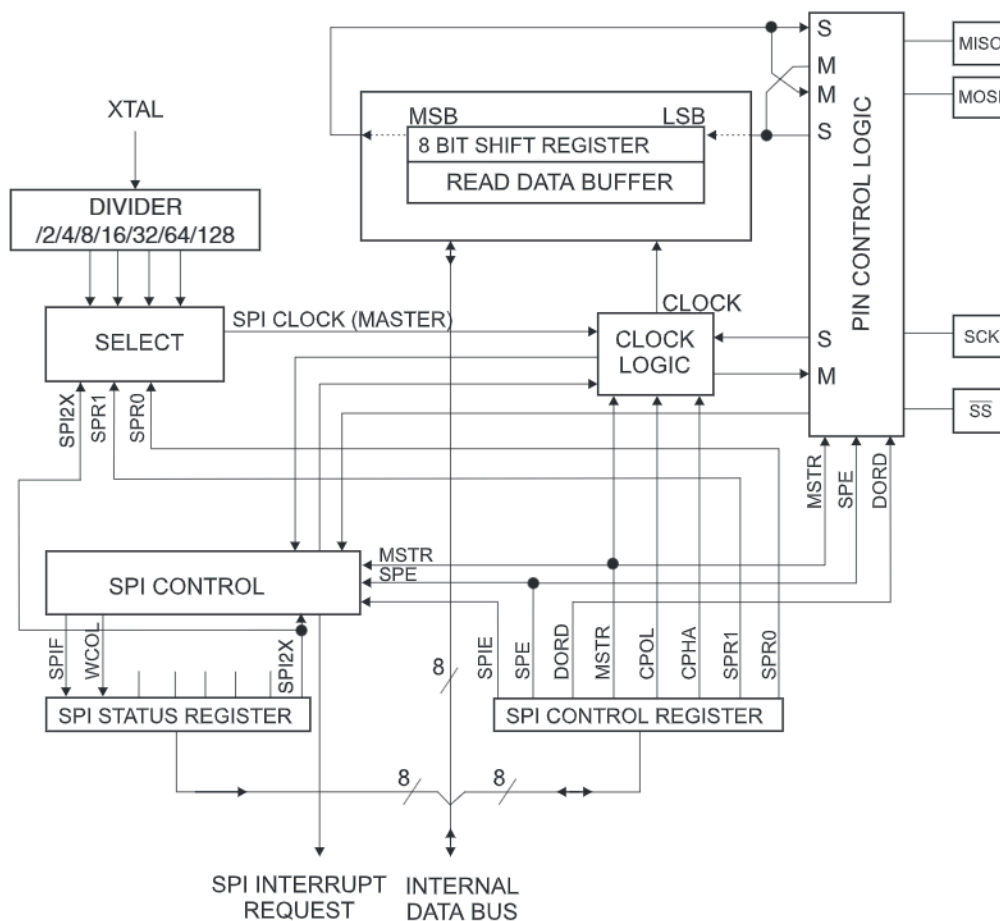 S
MISO
M
MOSI
M
S
MSB
LSB
8 BIT SHIFT REGISTER
READ DATA BUFFER
PIN CONTROL LOGIC
XTAL
DIVIDER
/2/4/8/16/32/64/128
SELECT
SPI CLOCK (MASTER)
CLOCK
CLOCK
LOGIC
S
M
SCK
SS
SPI2X
SPR1
SPR0
MSTR
SPE
DORD
SPI CONTROL
MSTR
SPE
SPIF
WCOL
SPI2X
8
SPIE
SPE
DORD
MSTR
CPOL
CPHA
SPR1
SPR0
SPI STATUS REGISTER
SPI CONTROL REGISTER
8
8
SPI INTERRUPT
REQUEST
INTERNAL
DATA BUS